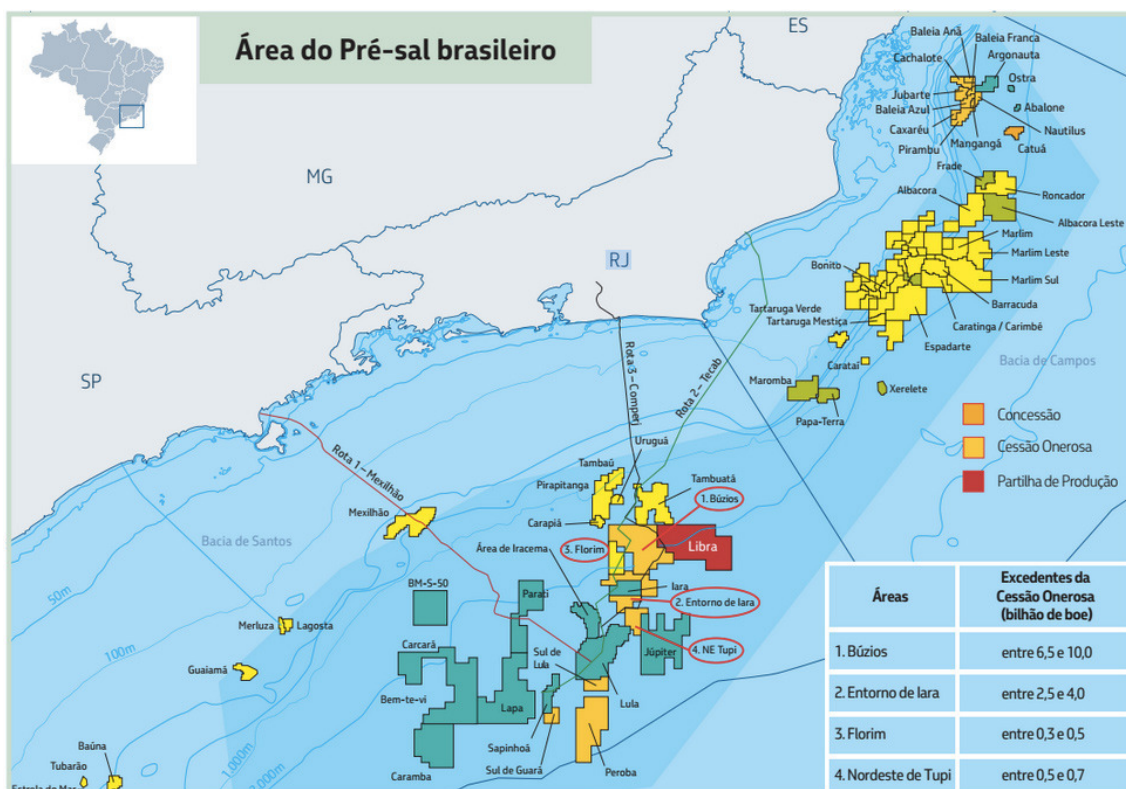 Área do Pré-sal brasileiro
ES
MG
RJ
SP
Baleia Anã
Baleia Franca
Cachalote
Argonauta
Ostra
Jubarte
Baleia Azul
Abalone
Caxaréu
Nautilus
Pirambu
Mangangá
Catuá
Frade
Albacora
Roncador
Albacora Leste
Marlim
Marlim Leste
Bonito
Marlim Sul
Barracuda
Tartaruga Verde
Tartaruga Mestiça
Caratinga / Carimbé
Espadarte
Carataí
Bacia de Campos
Maromba
Xerelete
Papa-Terra
Concessão
Cessão Onerosa
Partilha de Produção
Rota 1 – Mexilhão
Rota 3 – Comperj
Rota 2 – Tecab
Uruguá
Tambaú
Pirapitanga
Tambuatá
1. Búzios
Mexilhão
Carapiá
Bacia de Santos
Área de Iracema
3. Florim
Libra
50m
BM-S-50
Parati
Iara
2. Entorno de Iara
Merluza
Lagosta
100m
Carcará
4. NE Tupi
Sul de
Lula
Júpiter
Guaiamá
Bem-te-vi
Lapa
Lula
Baúna
Tubarão
Estrela do Mar
1.000m
2.000m
Sapinhoá
Caramba
Sul de Guará
Peroba
Áreas
Excedentes da
Cessão Onerosa
(bilhão de boe)
1. Búzios
entre 6,5 e 10,0
2. Entorno de Iara
entre 2,5 e 4,0
3. Florim
entre 0,3 e 0,5
4. Nordeste de Tupi
entre 0,5 e 0,7